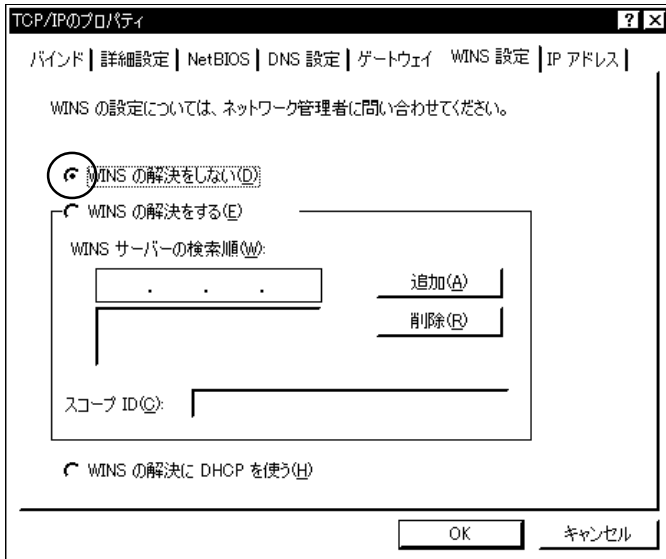 TCP/IPのプロパティ
バインド 詳細設定 NetBIOS DNS 設定 ゲートウェイ WINS 設定 IP アドレス
WINS の設定については、ネットワーク管理者に問い合わせてください。
WINS の解決をしない(D)
WINS の解決をする(E)
WINS サーバーの検索順(W):
追加(A)
削除(R)
スコープ ID(C):
WINS の解決に DHCP を使う(H)
OK キャンセル